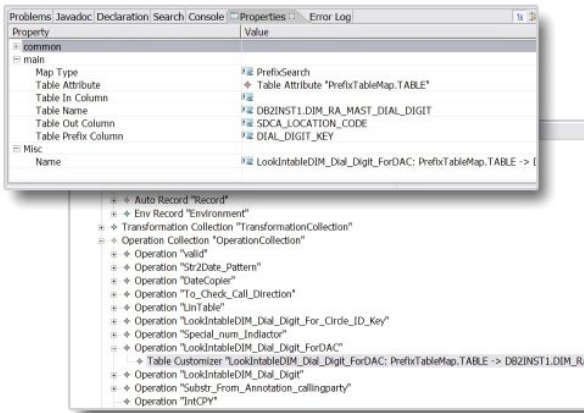 Problems Javadoc Declaration Search Console Properties Error Log
Property Value
common
main
Map Type PrefixSearch
Table Attribute Table Attribute "PrefixTableMap.TABLE"
Table In Column
Table Name DB2INST1.DIM_RA_MAST_DIAL_DIGIT
Table Out Column SDCA_LOCATION_CODE
Table Prefix Column DIAL_DIGIT_KEY
Misc
Name LookIntableDIM_Dial_Digit_ForDAC: PrefixTableMap.TABLE -> D
Auto Record "Record"
Env Record "Environment"
Transformation Collection "TransformationCollection"
Operation Collection "OperationCollection"
Operation "valid"
Operation "Str2Date_Pattern"
Operation "DateCopier"
Operation "To_Check_Call_Direction"
Operation "LinTable"
Operation "LookIntableDIM_Dial_Digit_For_Circle_ID_Key"
Operation "Special_num_Indiactor"
Operation "LookIntableDIM_Dial_Digit_ForDAC"
Table Customizer "LookIntableDIM_Dial_Digit_ForDAC: PrefixTableMap.TABLE -> DB2INST1.DIM_RA
Operation "LookIntableDIM_Dial_Digit"
Operation "Substr_From_Annotation_callingparty"
Operation "IntCPY"